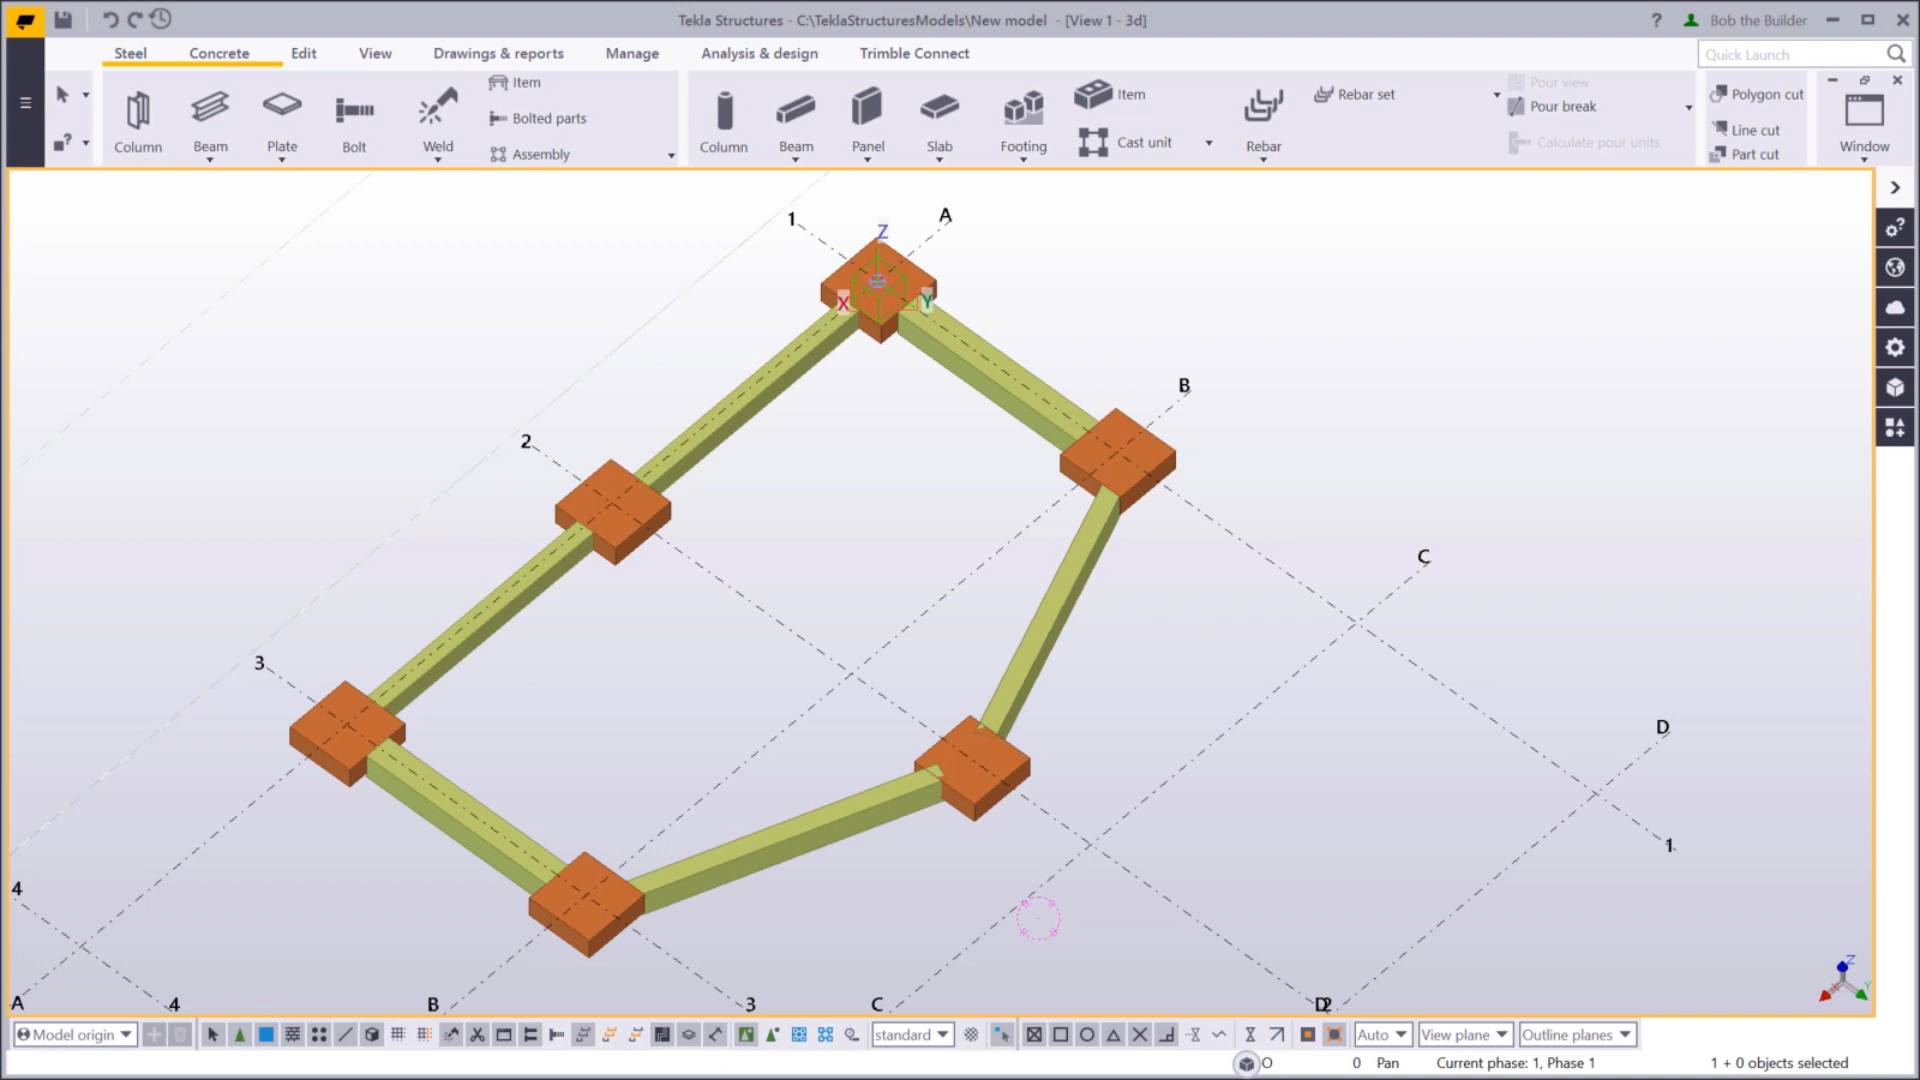 Tekla Structures - C:\TeklaStructuresModels\New model - [View 1 - 3d]
? Bob the Builder
Steel Concrete Edit View Drawings & reports Manage Analysis & design Trimble Connect
Quick Launch
Column
Beam
Plate
Bolt
Weld
Item
Bolted parts
Assembly
Column
Beam
Panel
Slab
Footing
Item
Cast unit
Rebar
Rebar set
Pour view
Pour break
Calculate pour units
Polygon cut
Line cut
Part cut
Window
1
A
Z
X
Y
B
2
C
3
D
1
4
A
4
B
3
C
D2
Z
Model origin
standard
Auto
View plane
Outline planes
O
0
Pan
Current phase: 1, Phase 1
1 + 0 objects selected